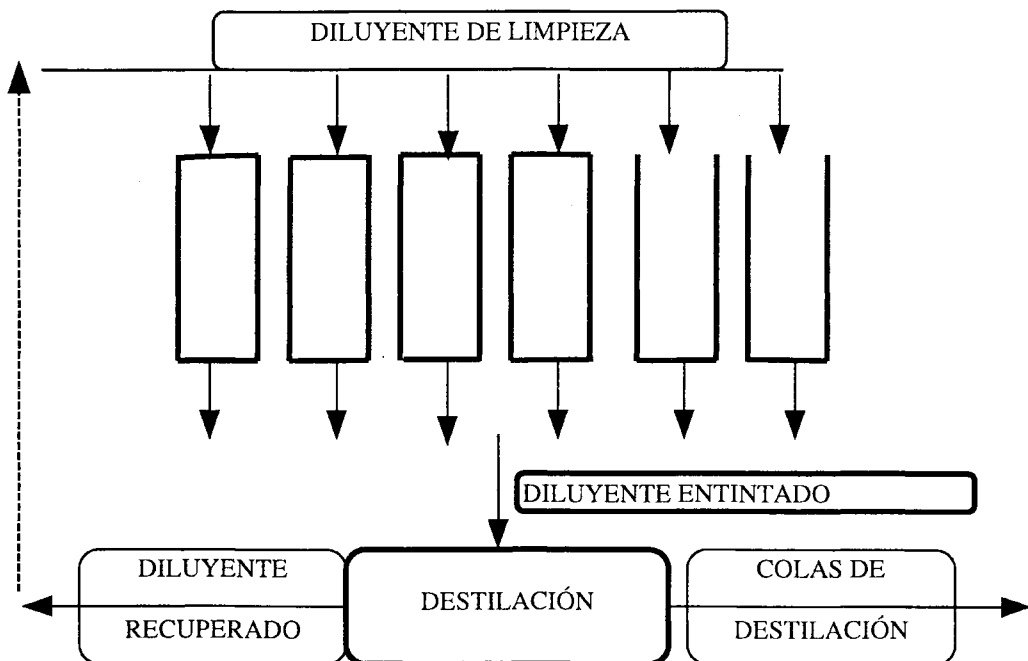 DILUYENTE DE LIMPIEZA
DILUYENTE ENTINTADO
DILUYENTE
RECUPERADO
DESTILACIÓN
COLAS DE
DESTILACIÓN